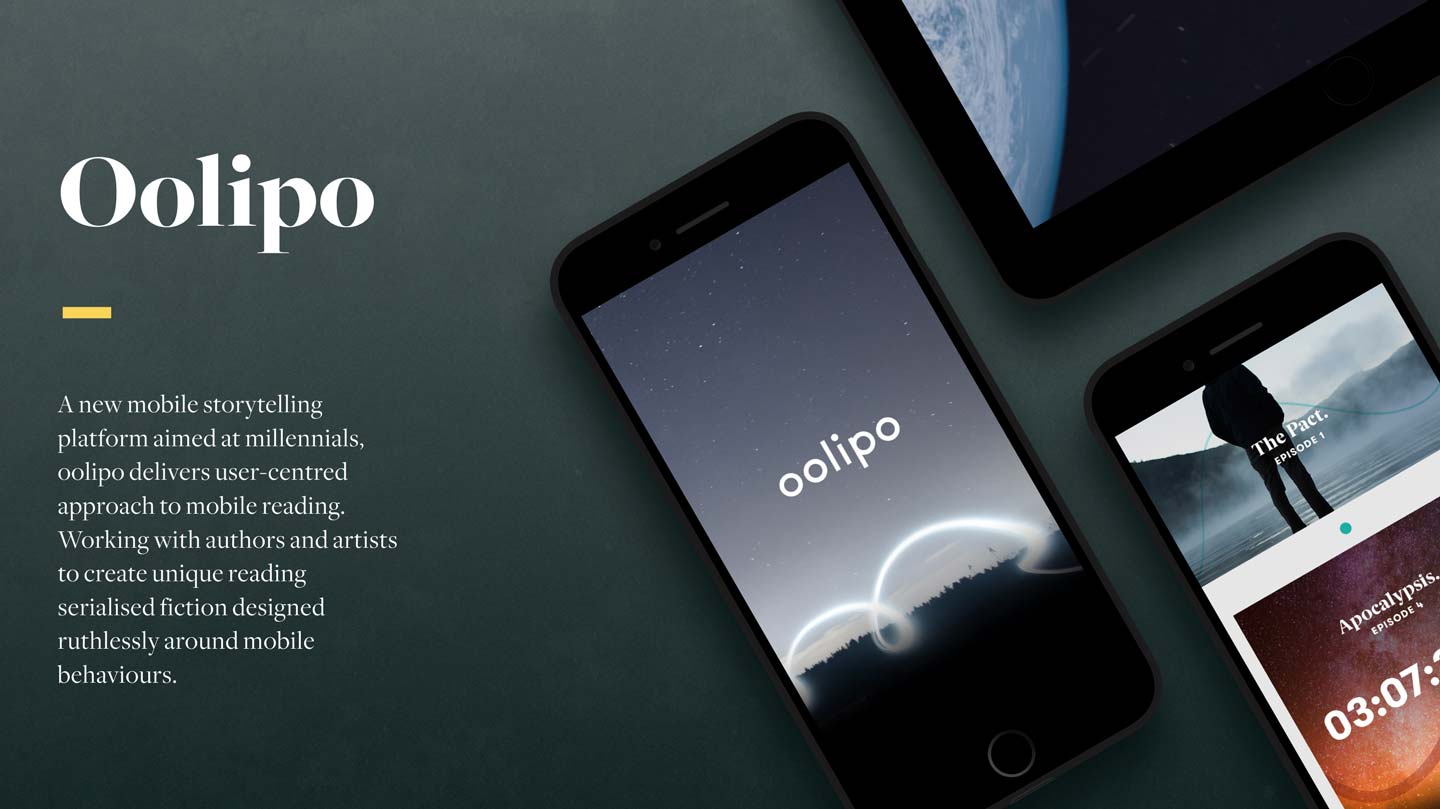 Oolipo
A new mobile storytelling
platform aimed at millennials,
oolipo delivers user-centred
approach to mobile reading.
Working with authors and artists
to create unique reading
serialised fiction designed
ruthlessly around mobile
behaviours.
oolipo
The Pact.
EPISODE 1
Apocalypsis.
EPISODE 4
03:07: